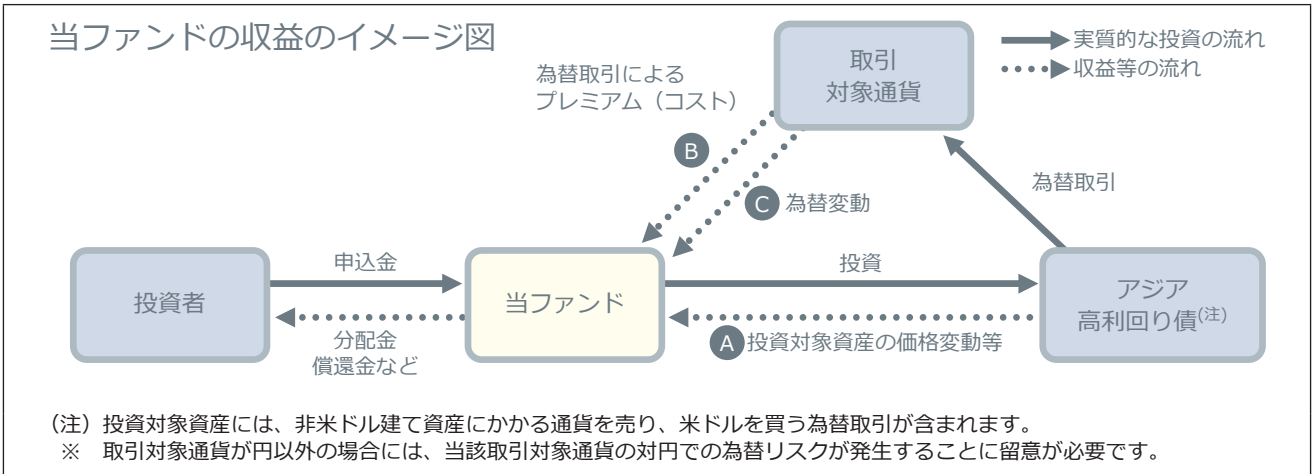 当ファンドの収益のイメージ図
実質的な投資の流れ
収益等の流れ
取引
対象通貨
為替取引による
プレミアム（コスト）
B
C 為替変動
為替取引
投資者
申込金
分配金
償還金など
当ファンド
投資
A 投資対象資産の価格変動等
アジア
高利回り債(注)
（注）投資対象資産には、非米ドル建て資産にかかる通貨を売り、米ドルを買う為替取引が含まれます。
※　取引対象通貨が円以外の場合には、当該取引対象通貨の対円での為替リスクが発生することに留意が必要です。